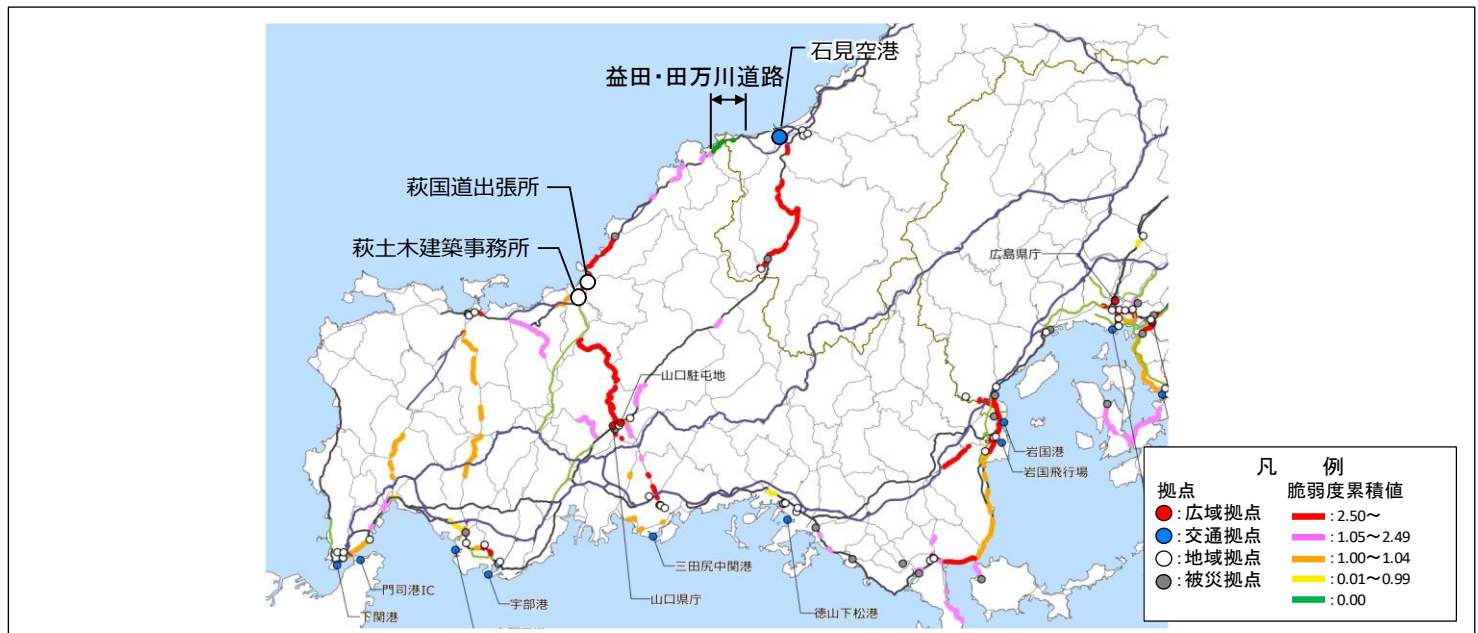 石見空港
益田・田万川道路
萩国道出張所
萩土木建築事務所
広島県庁
山口駐屯地
岩国港
岩国飛行場
三田尻中関港
門司港IC
宇部港
山口県庁
徳山下松港
下関港
凡 例
拠点 脆弱度累積値
:広域拠点 :2.50～
:交通拠点 :1.05～2.49
:地域拠点 :1.00～1.04
:被災拠点 :0.01～0.99
:0.00